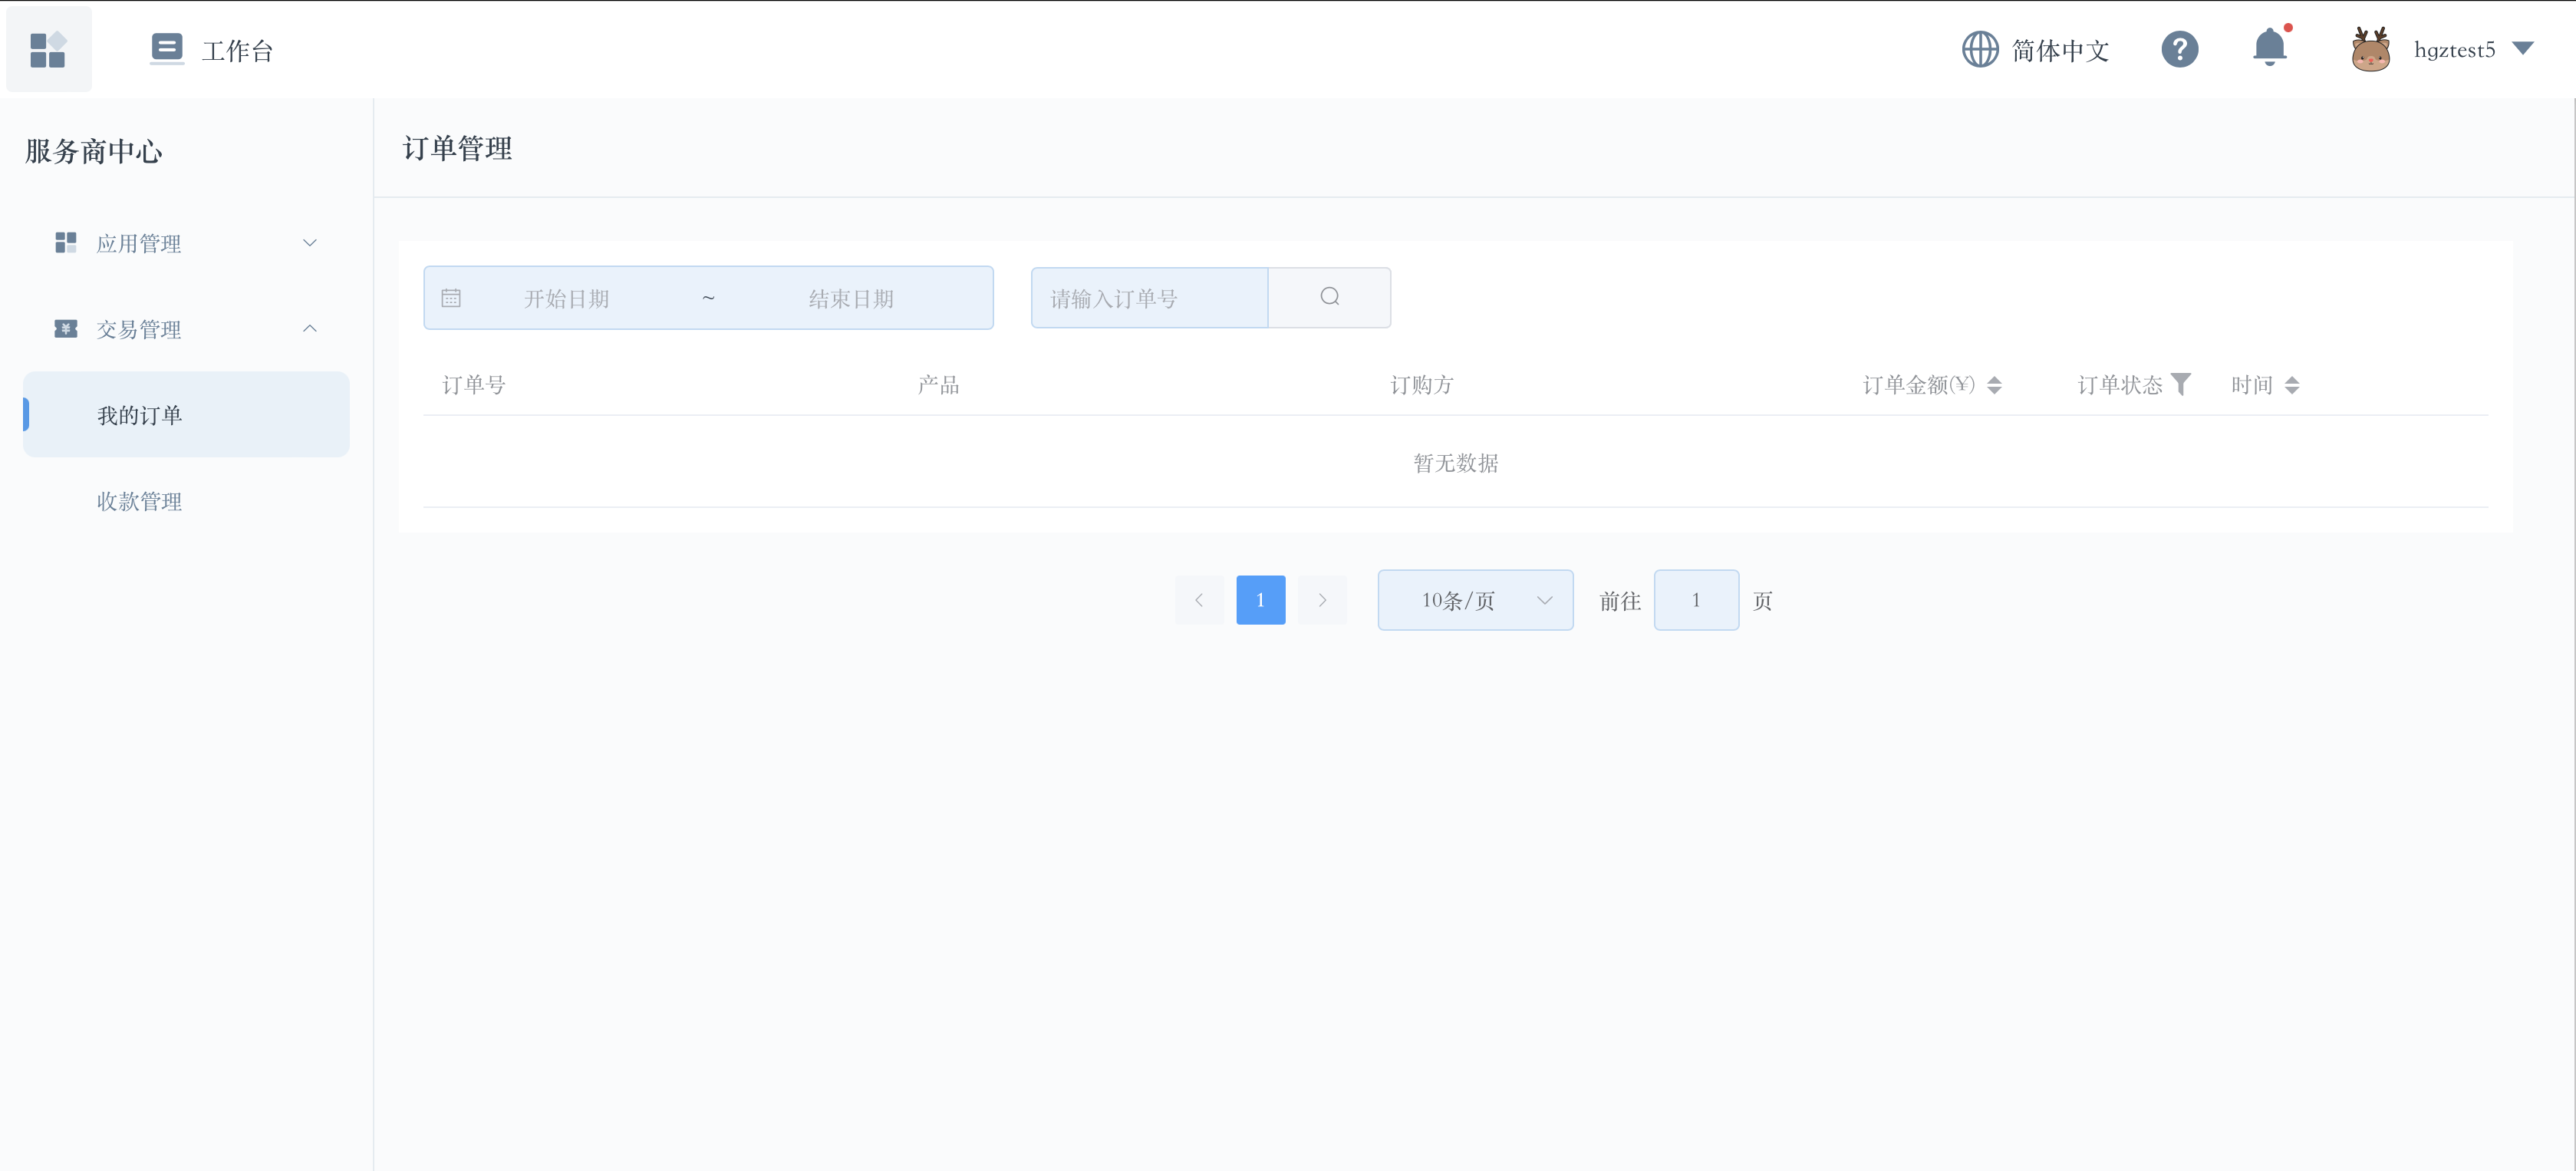 工作台
简体中文
hgztest5
服务商中心
应用管理
交易管理
我的订单
收款管理
订单管理
开始日期 ~ 结束日期
请输入订单号
订单号 产品 订购方 订单金额(¥) 订单状态 时间
暂无数据
1 10条/页 前往 1 页